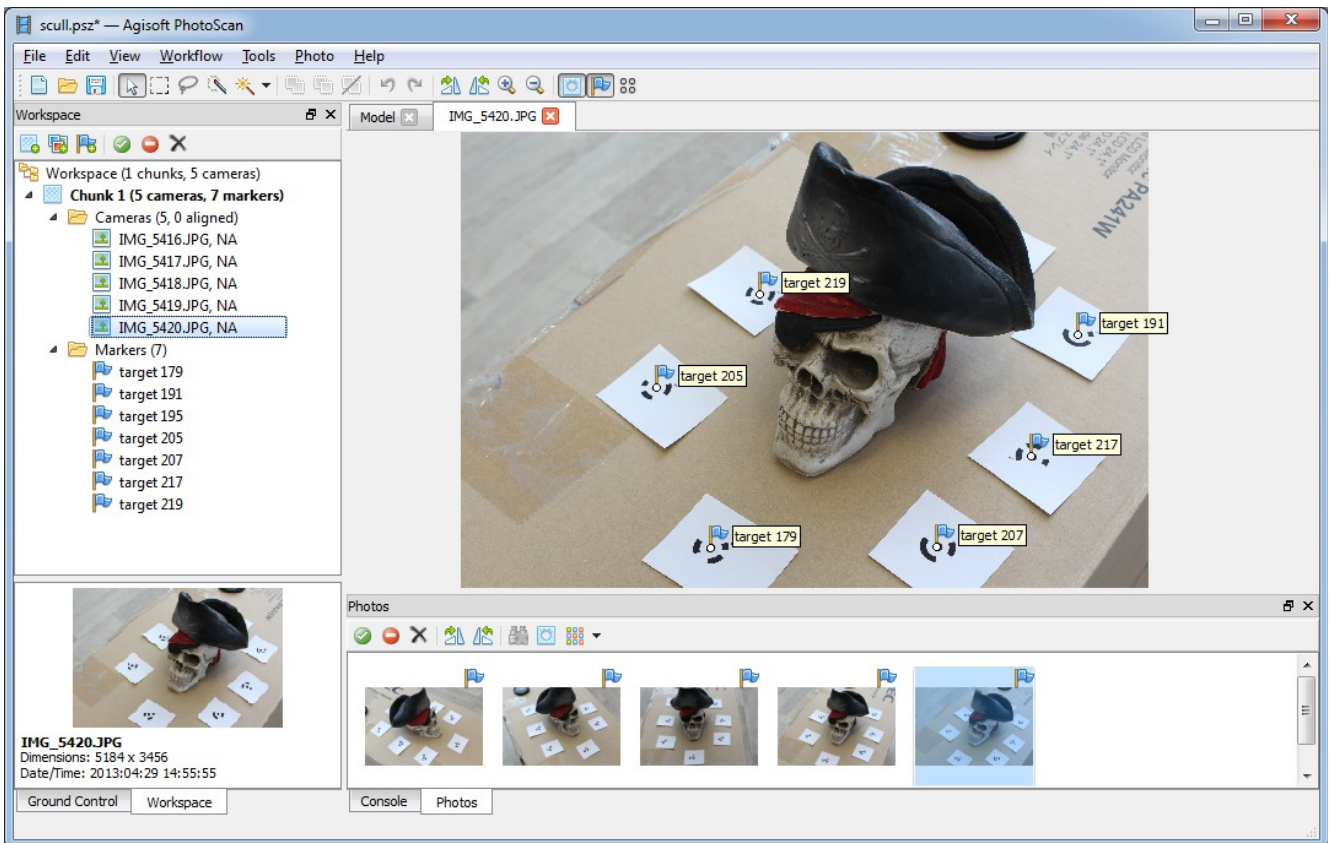 scull.psz* — Agisoft PhotoScan
File Edit View Workflow Tools Photo Help
Workspace
Model
IMG_5420.JPG
Workspace (1 chunks, 5 cameras)
Chunk 1 (5 cameras, 7 markers)
Cameras (5, 0 aligned)
IMG_5416.JPG, NA
IMG_5417.JPG, NA
IMG_5418.JPG, NA
IMG_5419.JPG, NA
IMG_5420.JPG, NA
Markers (7)
target 179
target 191
target 195
target 205
target 207
target 217
target 219
LCD Monitor
PA241W
target 219
target 191
target 205
target 217
target 179
target 207
IMG_5420.JPG
Dimensions: 5184 x 3456
Date/Time: 2013:04:29 14:55:55
Ground Control Workspace
Photos
Console Photos